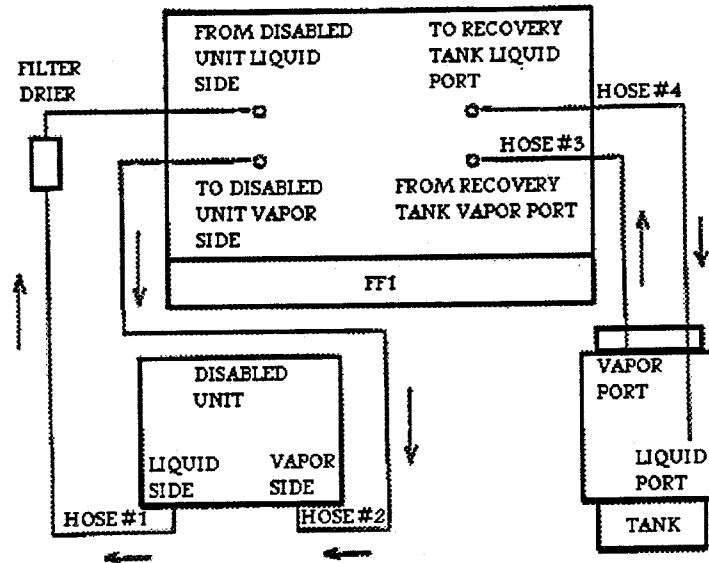 FROM DISABLED
UNIT LIQUID
SIDE
TO RECOVERY
TANK LIQUID
PORT
FILTER
DRIER
HOSE #4
HOSE #3
TO DISABLED
UNIT VAPOR
SIDE
FROM RECOVERY
TANK VAPOR PORT
FF1
DISABLED
UNIT
LIQUID
SIDE
VAPOR
SIDE
HOSE #1
HOSE #2
VAPOR
PORT
LIQUID
PORT
TANK